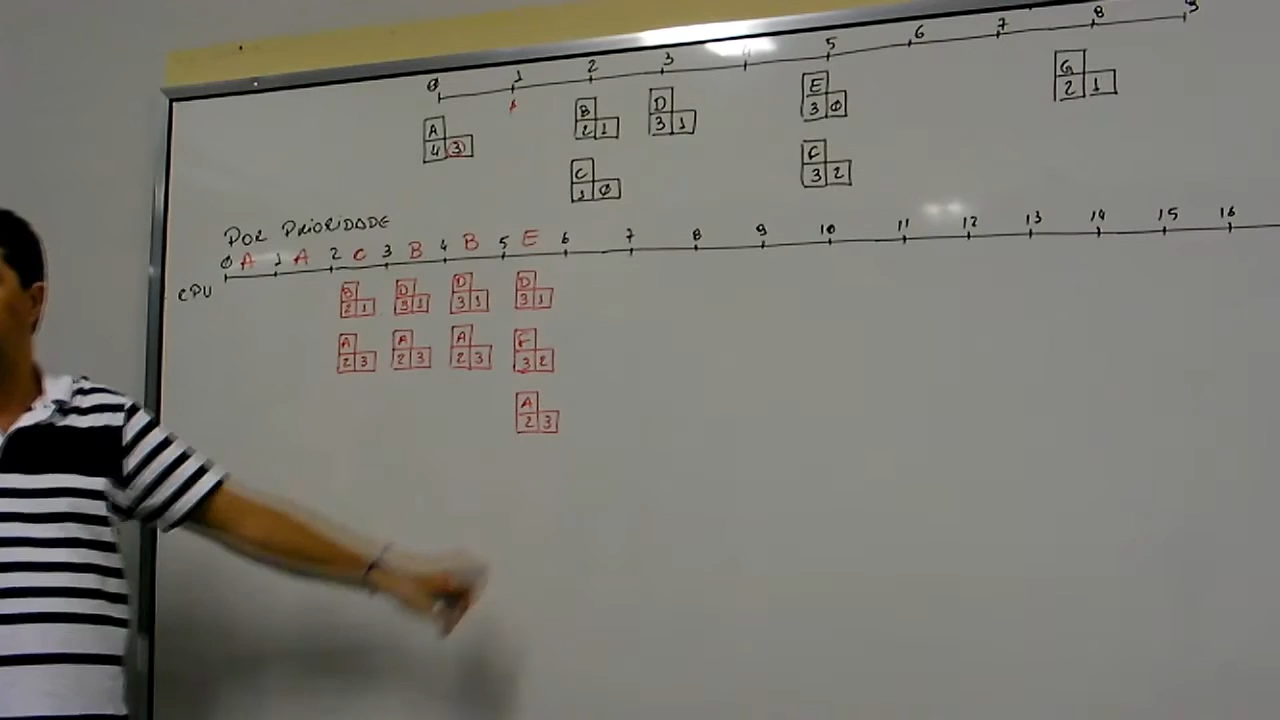 0 1 2 3 4 5 6 7 8 9
A
4 3
B
2 1
D
3 1
E
3 0
G
2 1
C
1 0
F
3 2
POR PRIORIDADE
0 A 1 A 2 C 3 B 4 B 5 E 6 7 8 9 10 11 12 13 14 15 16
CPU
B D D D
2 1 3 1 3 1 3 1
A A A F
2 3 2 3 2 3 3 2
A
2 3